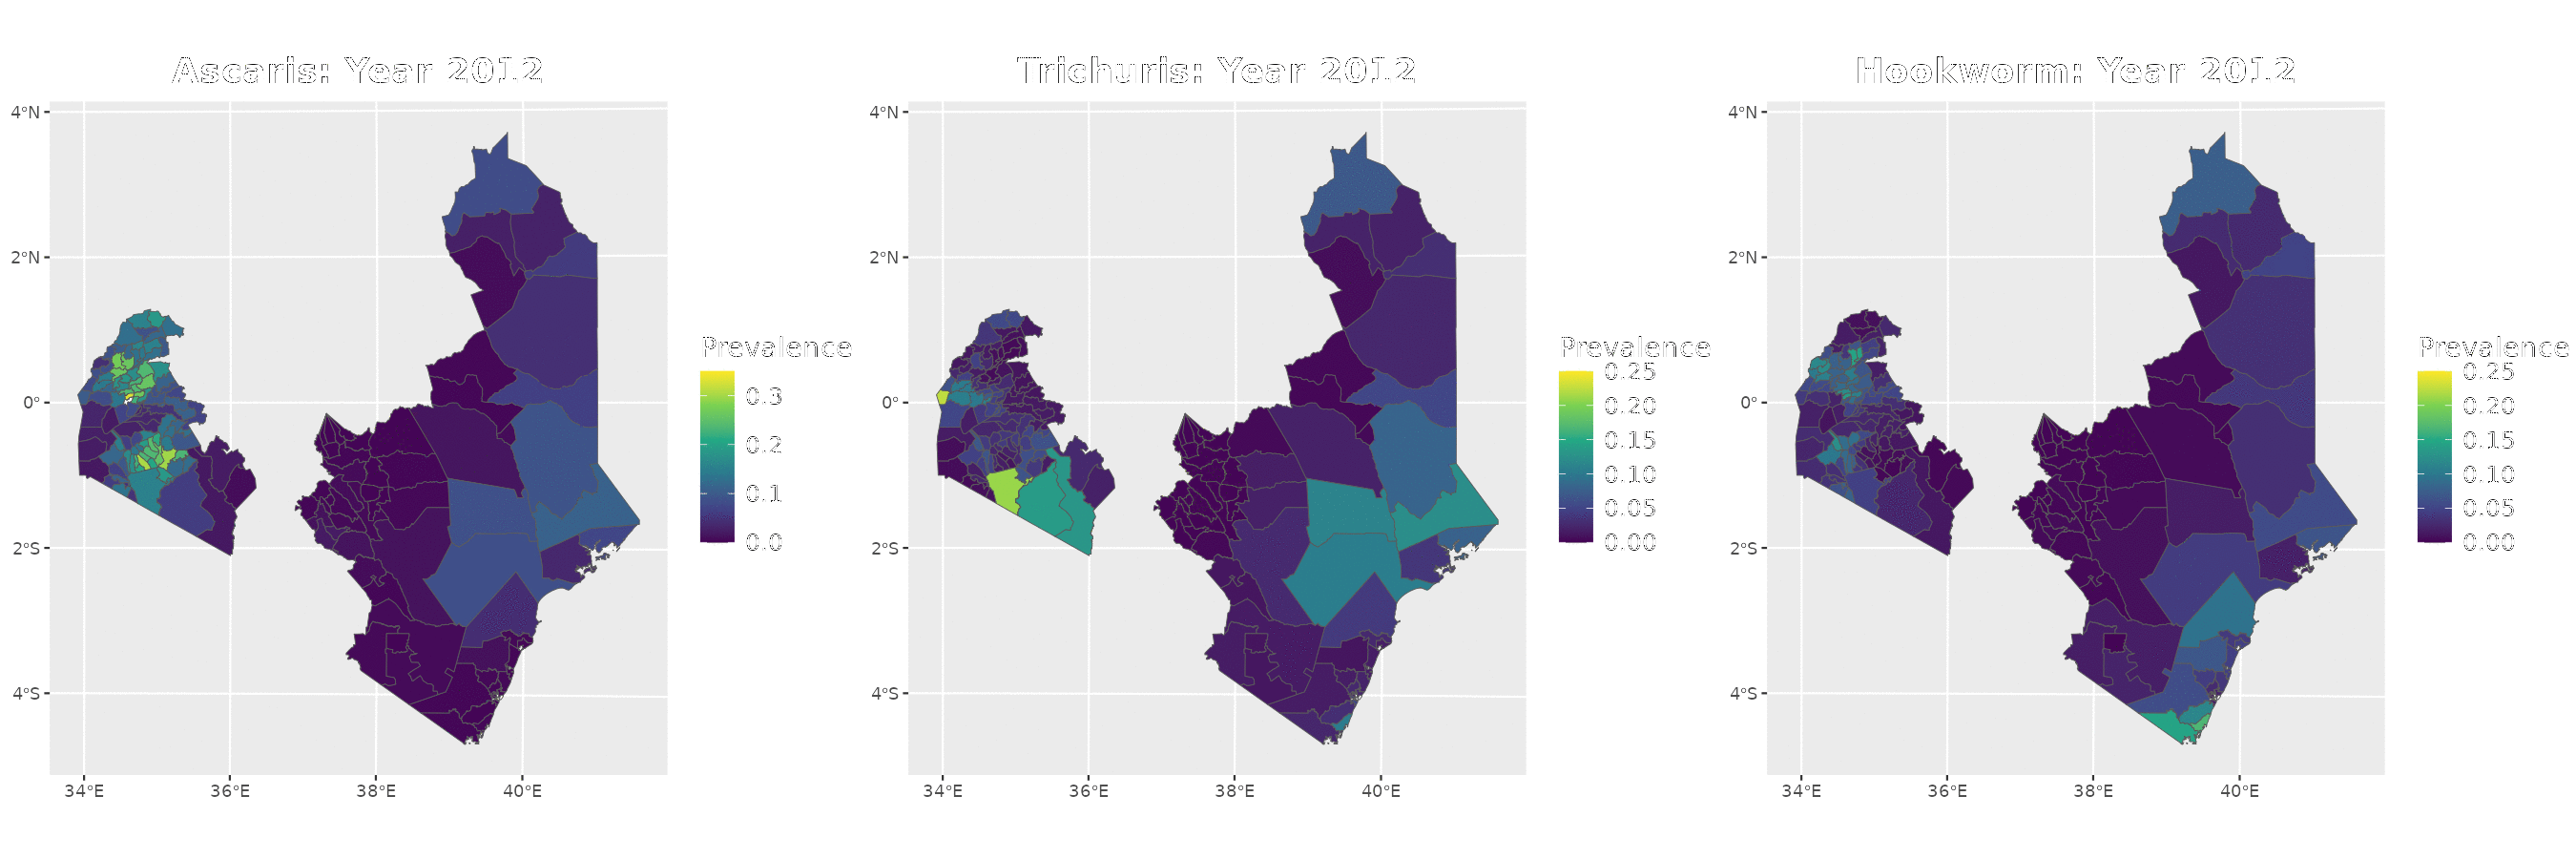 Ascaris: Year 2012
4°N
2°N
0°
2°S
4°S
34°E 36°E 38°E 40°E
Prevalence
0.3
0.2
0.1
0.0
Trichuris: Year 2012
4°N
2°N
0°
2°S
4°S
34°E 36°E 38°E 40°E
Prevalence
0.25
0.20
0.15
0.10
0.05
0.00
Hookworm: Year 2012
4°N
2°N
0°
2°S
4°S
34°E 36°E 38°E 40°E
Prevalence
0.25
0.20
0.15
0.10
0.05
0.00